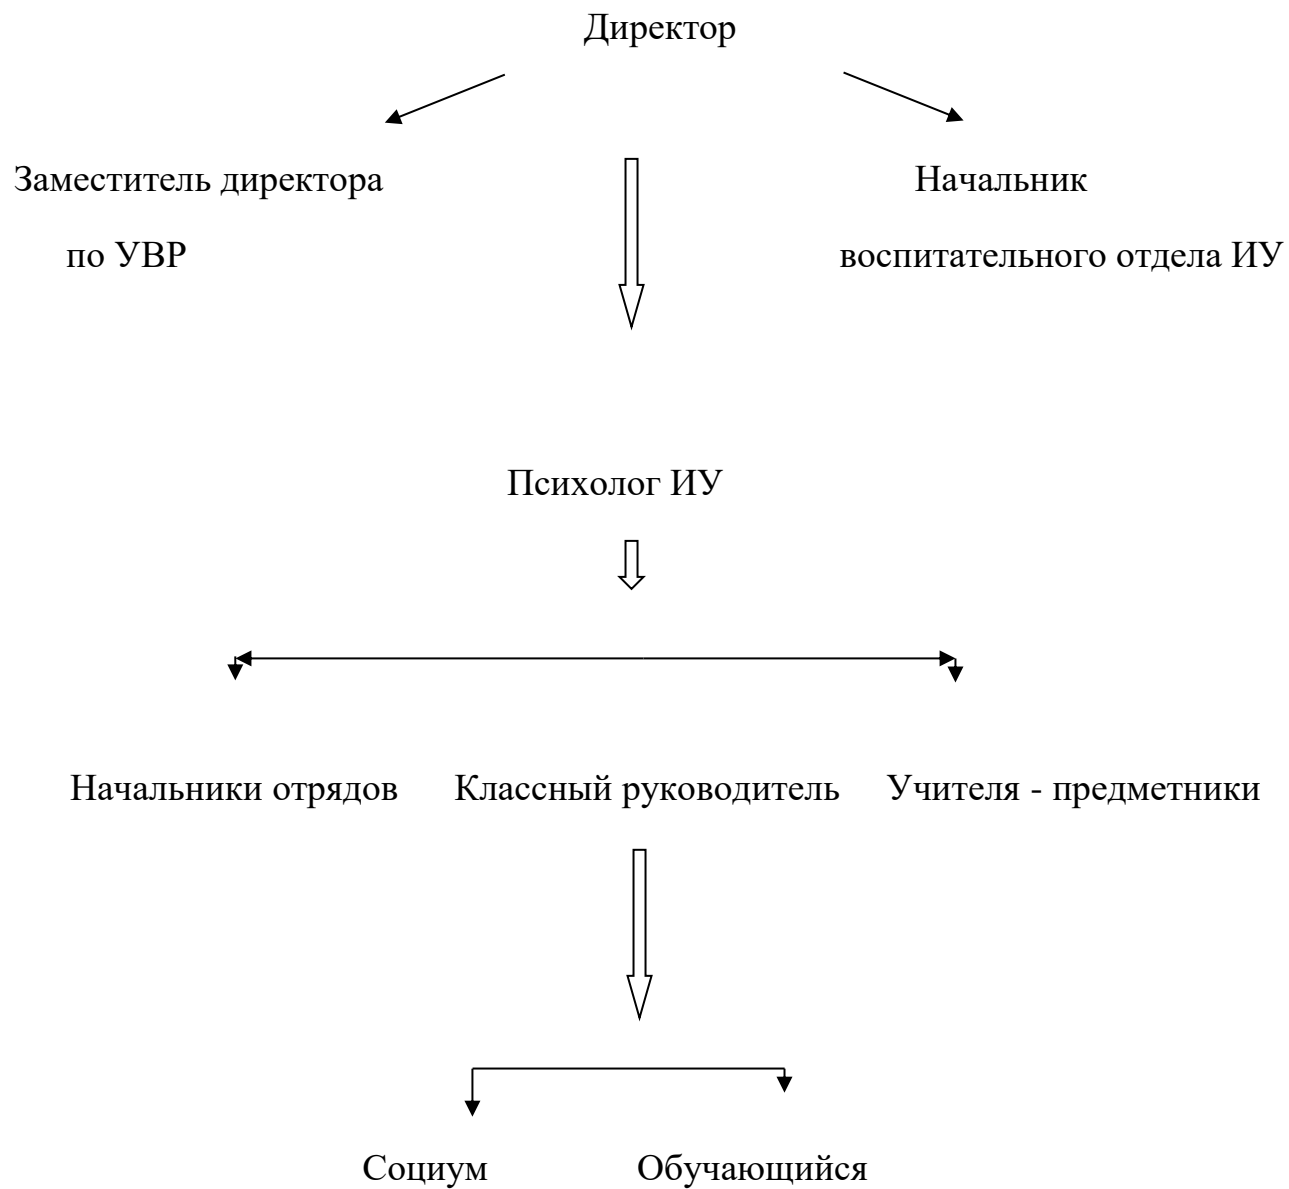 Директор
Заместитель директора
по УВР
Начальник
воспитательного отдела ИУ
Психолог ИУ
Начальники отрядов
Классный руководитель
Учителя - предметники
Социум
Обучающийся